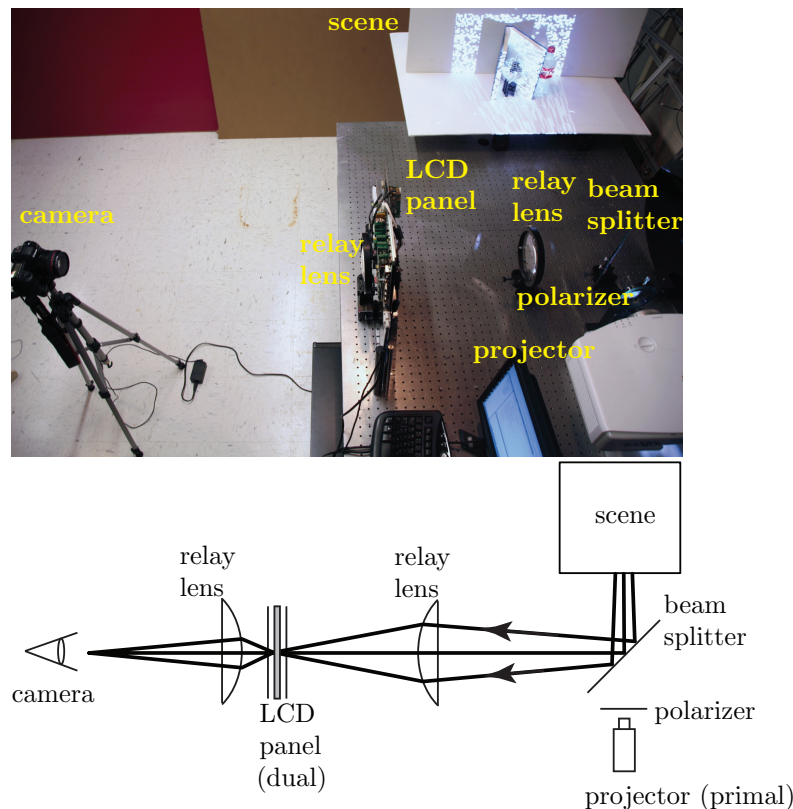 scene
LCD
panel
relay
lens
beam
splitter
camera
relay
lens
polarizer
projector
scene
relay
lens
relay
lens
beam
splitter
camera
LCD
panel
(dual)
polarizer
projector (primal)